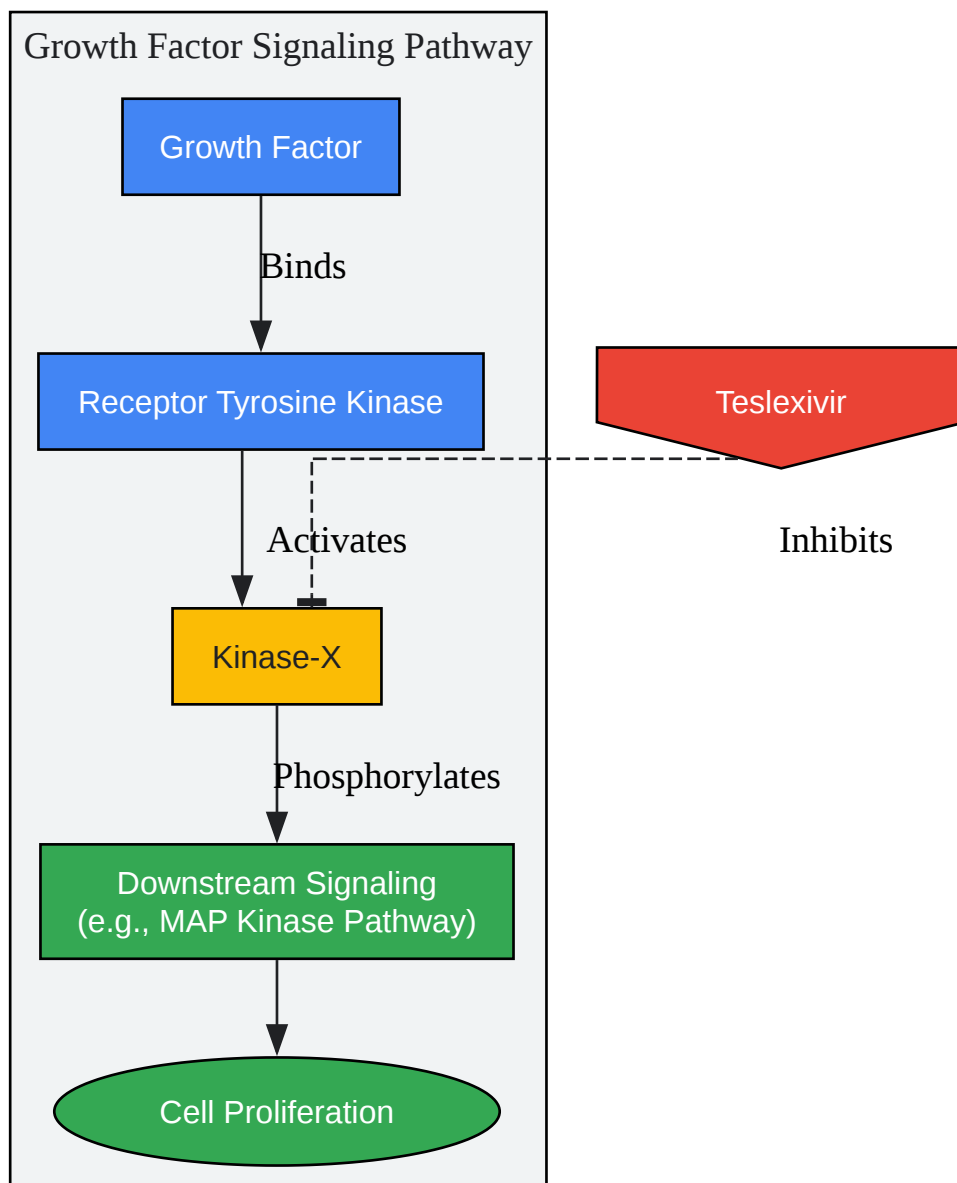 Growth Factor Signaling Pathway
Growth Factor
Binds
Receptor Tyrosine Kinase
Teslexivir
Activates
Inhibits
Kinase-X
Phosphorylates
Downstream Signaling
(e.g., MAP Kinase Pathway)
Cell Proliferation